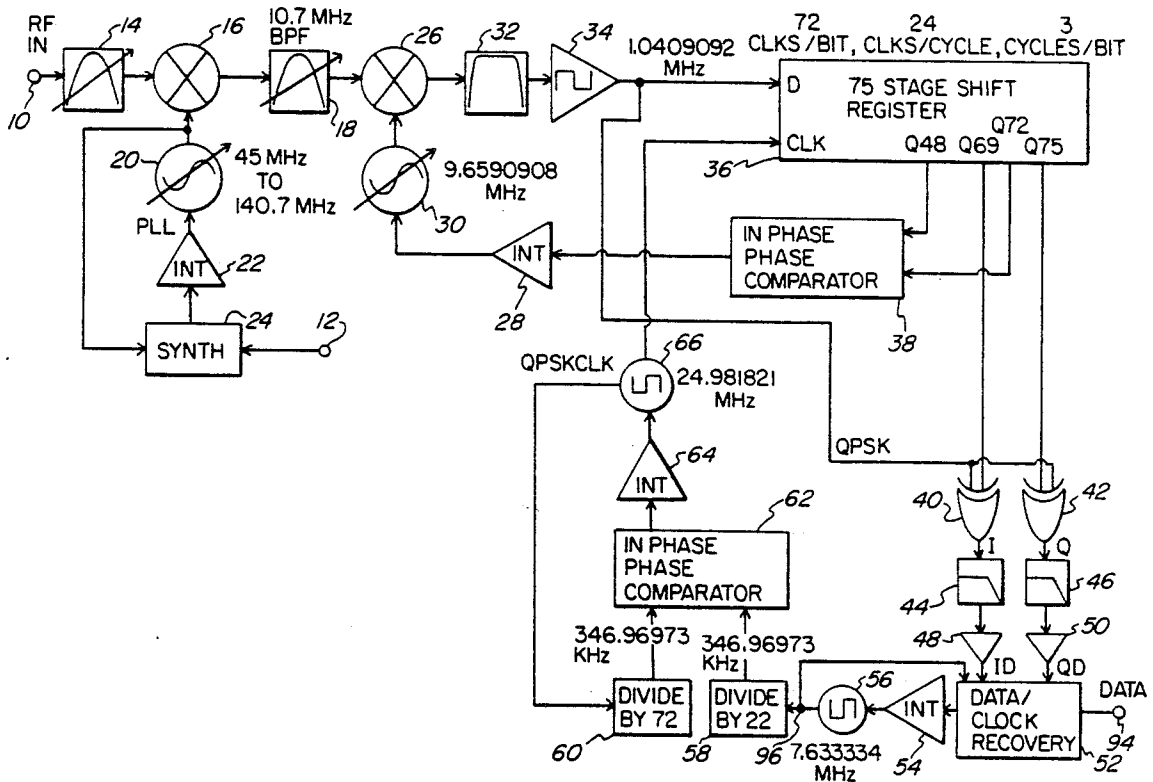 RF
IN
14
16
10.7 MHz
BPF
26
32
34
1.0409092
MHz
72 24 3
CLKS/BIT, CLKS/CYCLE, CYCLES/BIT
D
75 STAGE SHIFT
REGISTER
Q72
CLK
Q48 Q69 Q75
36
10
18
20
45 MHz
TO
140.7 MHz
9.6590908
MHz
30
PLL
INT
22
INT
28
IN PHASE
PHASE
COMPARATOR
38
24
SYNTH
12
QPSKCLK
66
24.981821
MHz
QPSK
INT
64
40
42
62
IN PHASE
PHASE
COMPARATOR
I
Q
44
46
48
50
346.96973
KHz
346.96973
KHz
ID
QD
DIVIDE
BY 72
60
DIVIDE
BY 22
58
96
56
7.633334
MHz
INT
54
DATA/
CLOCK
RECOVERY
52
DATA
94